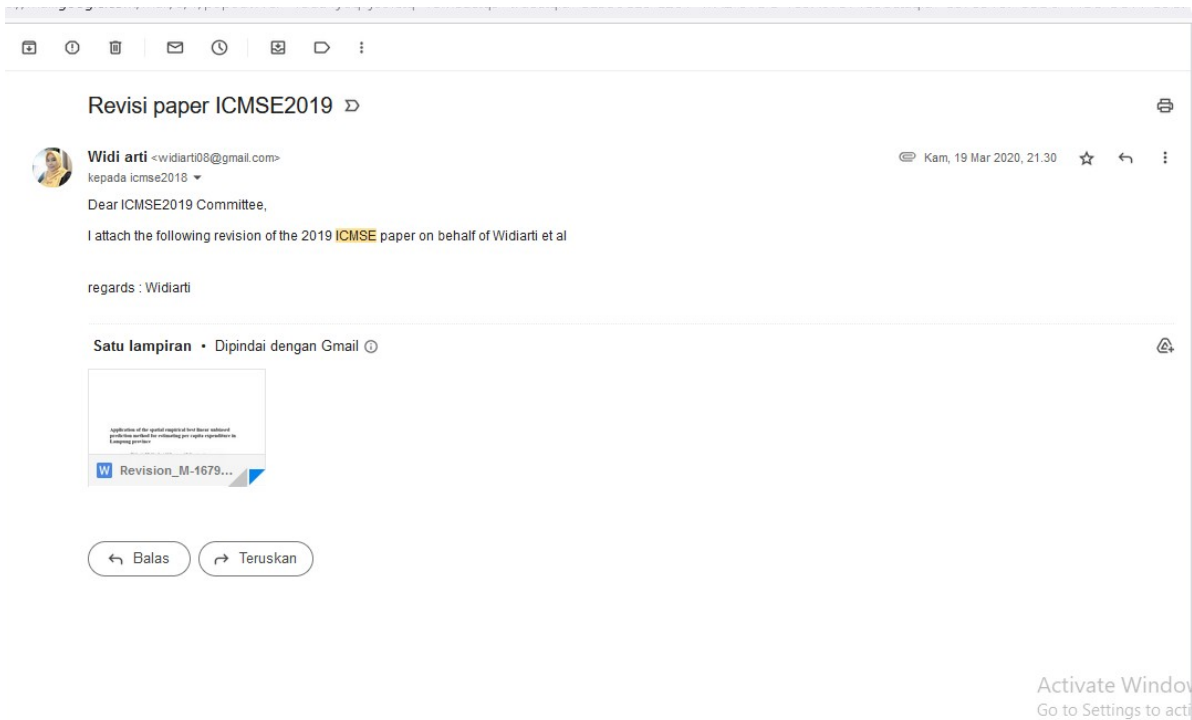 Revisi paper ICMSE2019
Widi arti <widiarti08@gmail.com>
Kam, 19 Mar 2020, 21.30
kepada icmse2018
Dear ICMSE2019 Committee,
I attach the following revision of the 2019 ICMSE paper on behalf of Widiarti et al
regards : Widiarti
Satu lampiran • Dipindai dengan Gmail
Application of the spatial empirical best linear unbiased
prediction method for estimating per capita expenditure in
Lampung province
W Revision_M-1679...
Balas
Teruskan
Activate Window
Go to Settings to acti